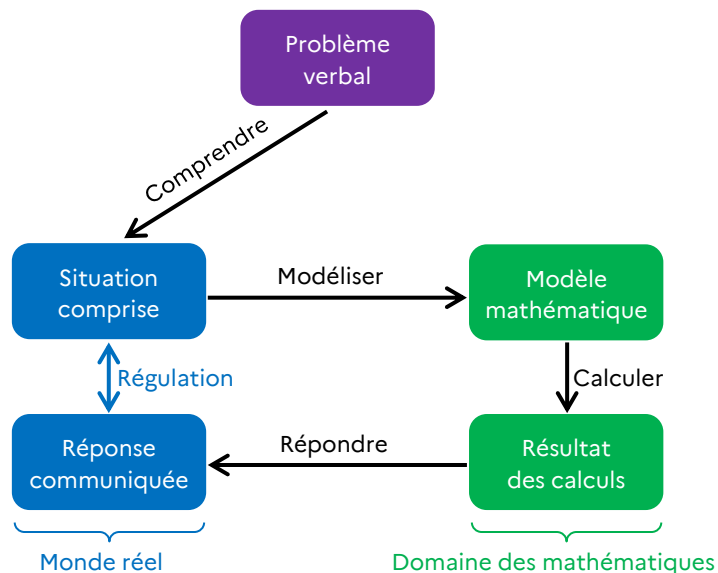 Problème
verbal
Comprendre
Situation
comprise
Modéliser
Modèle
mathématique
Régulation
Calculer
Réponse
communiquée
Répondre
Résultat
des calculs
Monde réel
Domaine des mathématiques